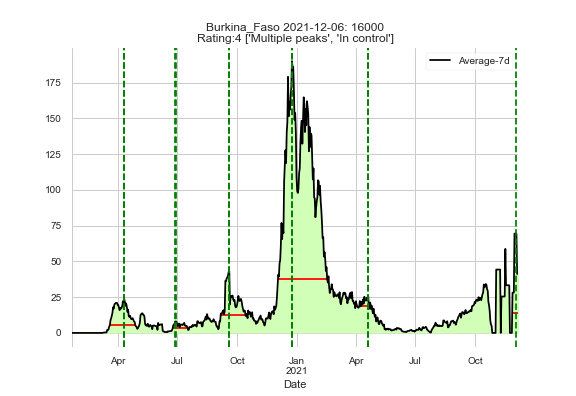 Burkina_Faso 2021-12-06: 16000
Rating:4 ['Multiple peaks', 'In control']
Average-7d
175
150
125
100
75
50
25
0
Apr Jul Oct Jan Apr Jul Oct
2021
Date